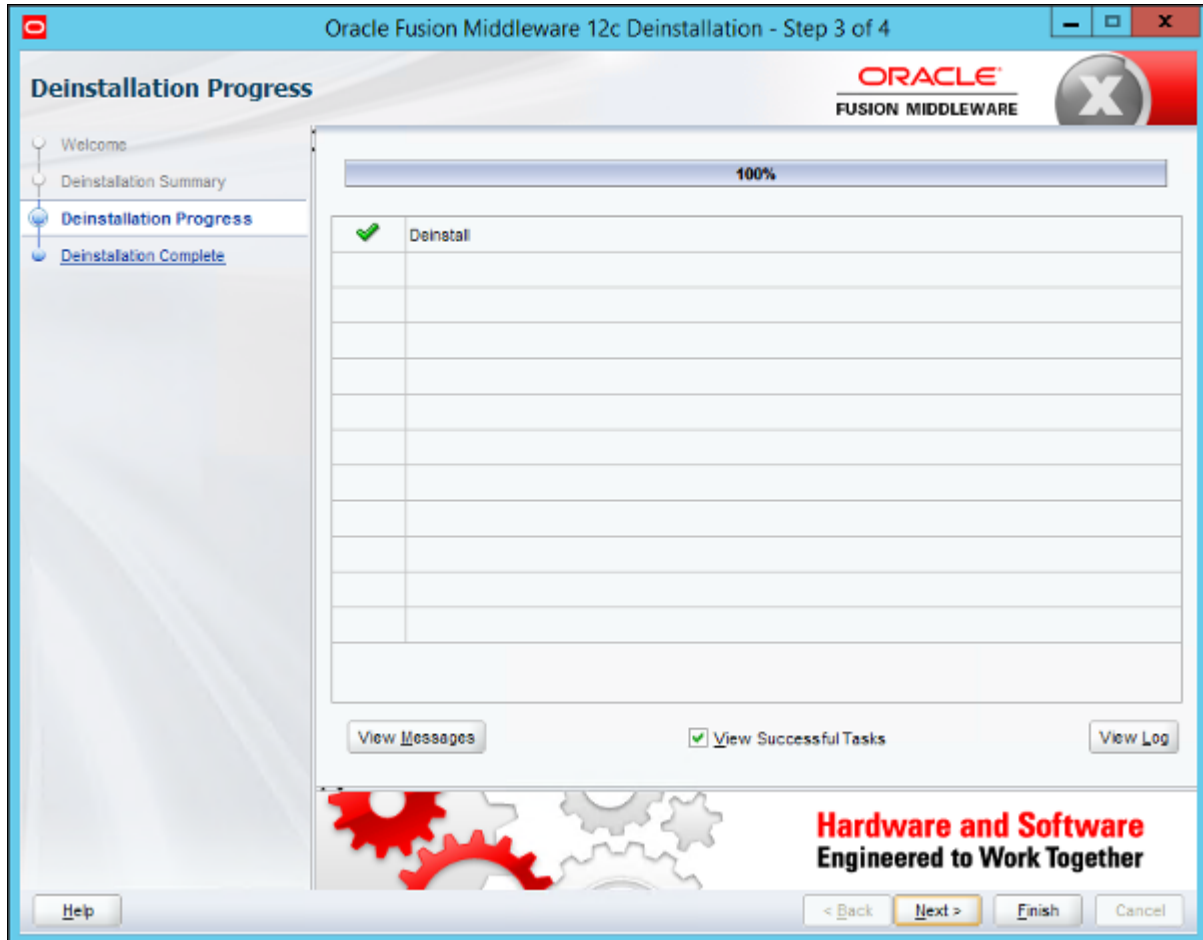 Oracle Fusion Middleware 12c Deinstallation - Step 3 of 4
Deinstallation Progress
ORACLE
FUSION MIDDLEWARE
Welcome
Deinstallation Summary
Deinstallation Progress
Deinstallation Complete
100%
Deinstall
View Messages
View Successful Tasks
View Log
Hardware and Software
Engineered to Work Together
Help
< Back
Next >
Finish
Cancel